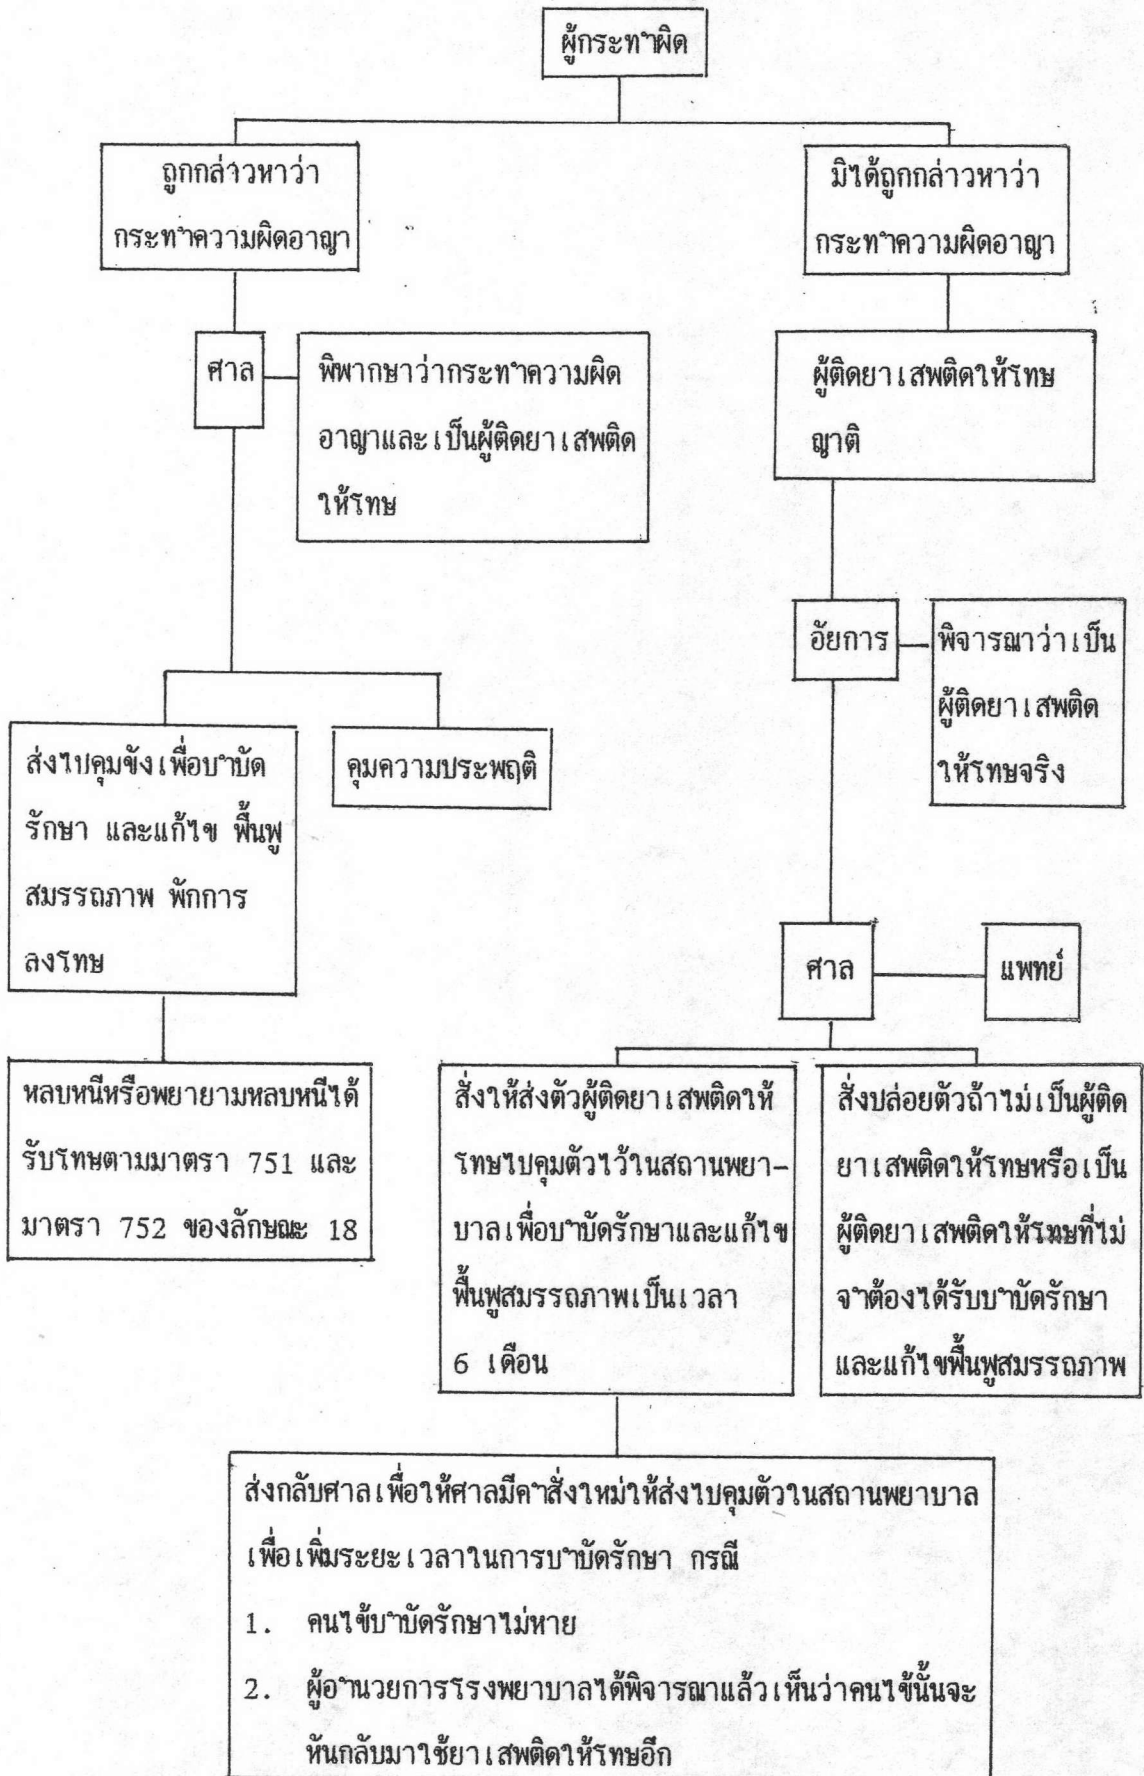 ผู้กระทำผิด
ถูกกล่าวหาว่า
กระทำความผิดอาญา
มิได้ถูกกล่าวหาว่า
กระทำความผิดอาญา
ศาล
พิพากษาว่ากระทำความผิด
อาญาและเป็นผู้ติดยาเสพติด
ให้โทษ
ผู้ติดยาเสพติดให้โทษ
ญาติ
อัยการ
พิจารณาว่าเป็น
ผู้ติดยาเสพติด
ให้โทษจริง
ส่งไปคุมขังเพื่อบำบัด
รักษา และแก้ไข ฟื้นฟู
สมรรถภาพ พักการ
ลงโทษ
คุมความประพฤติ
ศาล
แพทย์
หลบหนีหรือพยายามหลบหนีได้
รับโทษตามมาตรา 751 และ
มาตรา 752 ของลักษณะ 18
สั่งให้ส่งตัวผู้ติดยาเสพติดให้
โทษไปคุมตัวไว้ในสถานพยา-
บาลเพื่อบำบัดรักษาและแก้ไข
ฟื้นฟูสมรรถภาพเป็นเวลา
6 เดือน
สั่งปล่อยตัวถ้าไม่เป็นผู้ติด
ยาเสพติดให้โทษหรือเป็น
ผู้ติดยาเสพติดให้โทษที่ไม่
จำต้องได้รับบำบัดรักษา
และแก้ไขฟื้นฟูสมรรถภาพ
ส่งกลับศาลเพื่อให้ศาลมีคำสั่งใหม่ให้ส่งไปคุมตัวในสถานพยาบาล
เพื่อเพิ่มระยะเวลาในการบำบัดรักษา กรณี
1. คนไข้บำบัดรักษาไม่หาย
2. ผู้อำนวยการโรงพยาบาลได้พิจารณาแล้วเห็นว่าคนไข้นั้นจะ
หันกลับมาใช้ยาเสพติดให้โทษอีก